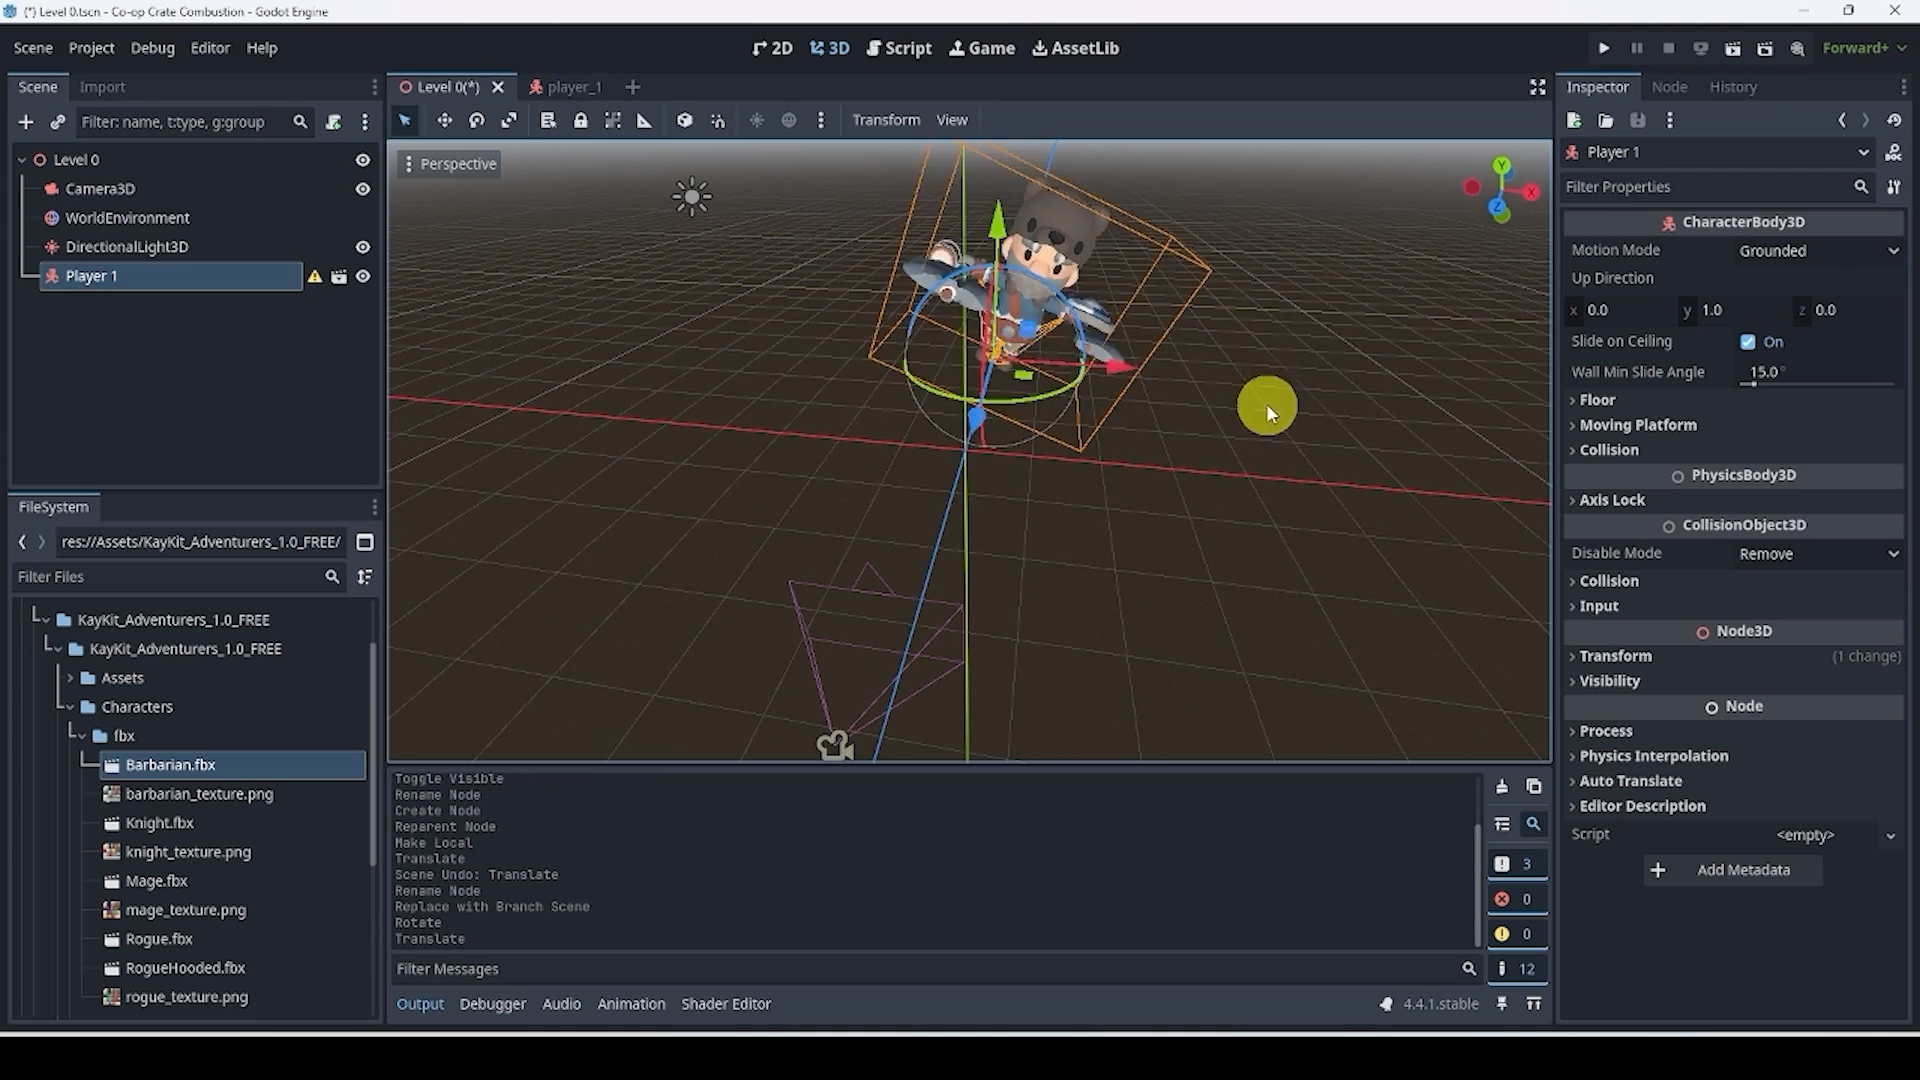 (*) Level 0.tscn - Co-op Crate Combustion - Godot Engine
Scene Project Debug Editor Help
2D 3D Script Game AssetLib
Forward+
Scene Import
Filter: name, t:type, g:group
Level 0
Camera3D
WorldEnvironment
DirectionalLight3D
Player 1
FileSystem
res://Assets/KayKit_Adventurers_1.0_FREE/
Filter Files
KayKit_Adventurers_1.0_FREE
KayKit_Adventurers_1.0_FREE
Assets
Characters
fbx
Barbarian.fbx
barbarian_texture.png
Knight.fbx
knight_texture.png
Mage.fbx
mage_texture.png
Rogue.fbx
RogueHooded.fbx
rogue_texture.png
Level 0(*) player_1
Transform View
Perspective
Y
X
Z
Toggle Visible
Rename Node
Create Node
Reparent Node
Make Local
Translate
Scene Undo: Translate
Rename Node
Replace with Branch Scene
Rotate
Translate
3
0
0
12
Filter Messages
Output Debugger Audio Animation Shader Editor
4.4.1.stable
Inspector Node History
Player 1
Filter Properties
CharacterBody3D
Motion Mode Grounded
Up Direction
x 0.0 y 1.0 z 0.0
Slide on Ceiling On
Wall Min Slide Angle 15.0°
Floor
Moving Platform
Collision
PhysicsBody3D
Axis Lock
CollisionObject3D
Disable Mode Remove
Collision
Input
Node3D
Transform (1 change)
Visibility
Node
Process
Physics Interpolation
Auto Translate
Editor Description
Script <empty>
Add Metadata